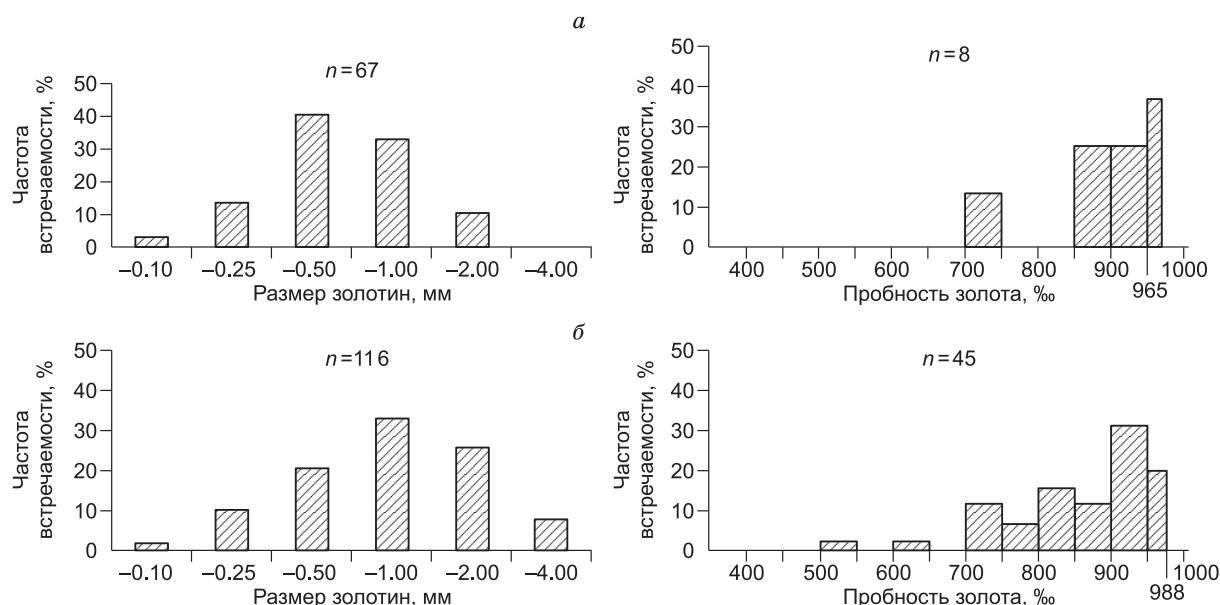 а
n=67
Частота
встречаемости, %
50
40
30
20
10
0
–0.10 –0.25 –0.50 –1.00 –2.00 –4.00
Размер золотин, мм
n=8
Частота
встречаемости, %
50
40
30
20
10
0
400 500 600 700 800 900 1000
965
Пробность золота, ‰
б
n=116
Частота
встречаемости, %
50
40
30
20
10
0
–0.10 –0.25 –0.50 –1.00 –2.00 –4.00
Размер золотин, мм
n=45
Частота
встречаемости, %
50
40
30
20
10
0
400 500 600 700 800 900 1000
988
Пробность золота, ‰